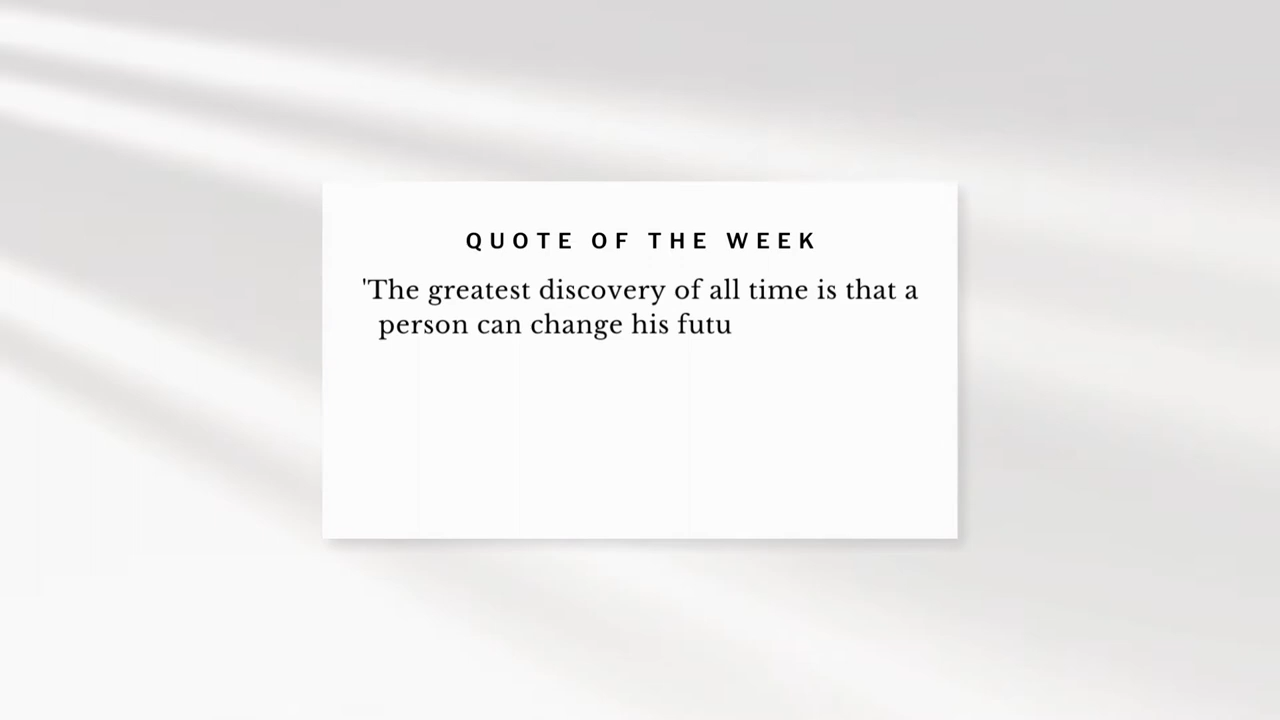 QUOTE OF THE WEEK
'The greatest discovery of all time is that a
person can change his futu